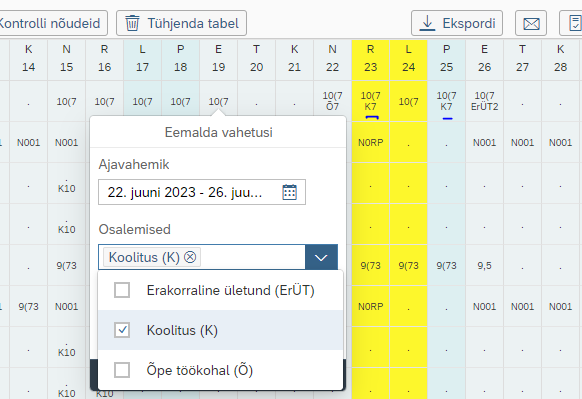 Kontrolli nõudeid
Tühjenda tabel
Ekspordi
K N R L P E T K N R L P E T K
14 15 16 17 18 19 20 21 22 23 24 25 26 27 28
. 10(7 10(7 10(7 10(7 10(7 . . 10(7 10(7 10(7 10(7 10(7 . .
Õ7 K7 K7 ErÜT2
N001 N001 N0RP . . N001 N001 N001
Eemalda vahetusi
. . . . . . . .
K10
Ajavahemik
22. juuni 2023 - 26. juu...
. . . . . . . .
K10
Osalemised
. 9(73 9(73 9(73 9(73 9,5 . .
Koolitus (K)
Erakorraline ületund (ErÜT)
9(73 N001 N0RP . . N001 N001 N001
Koolitus (K)
. . . . . . . .
K10
Õpe töökohal (Õ)
. . . . . . . . .
K10 K10